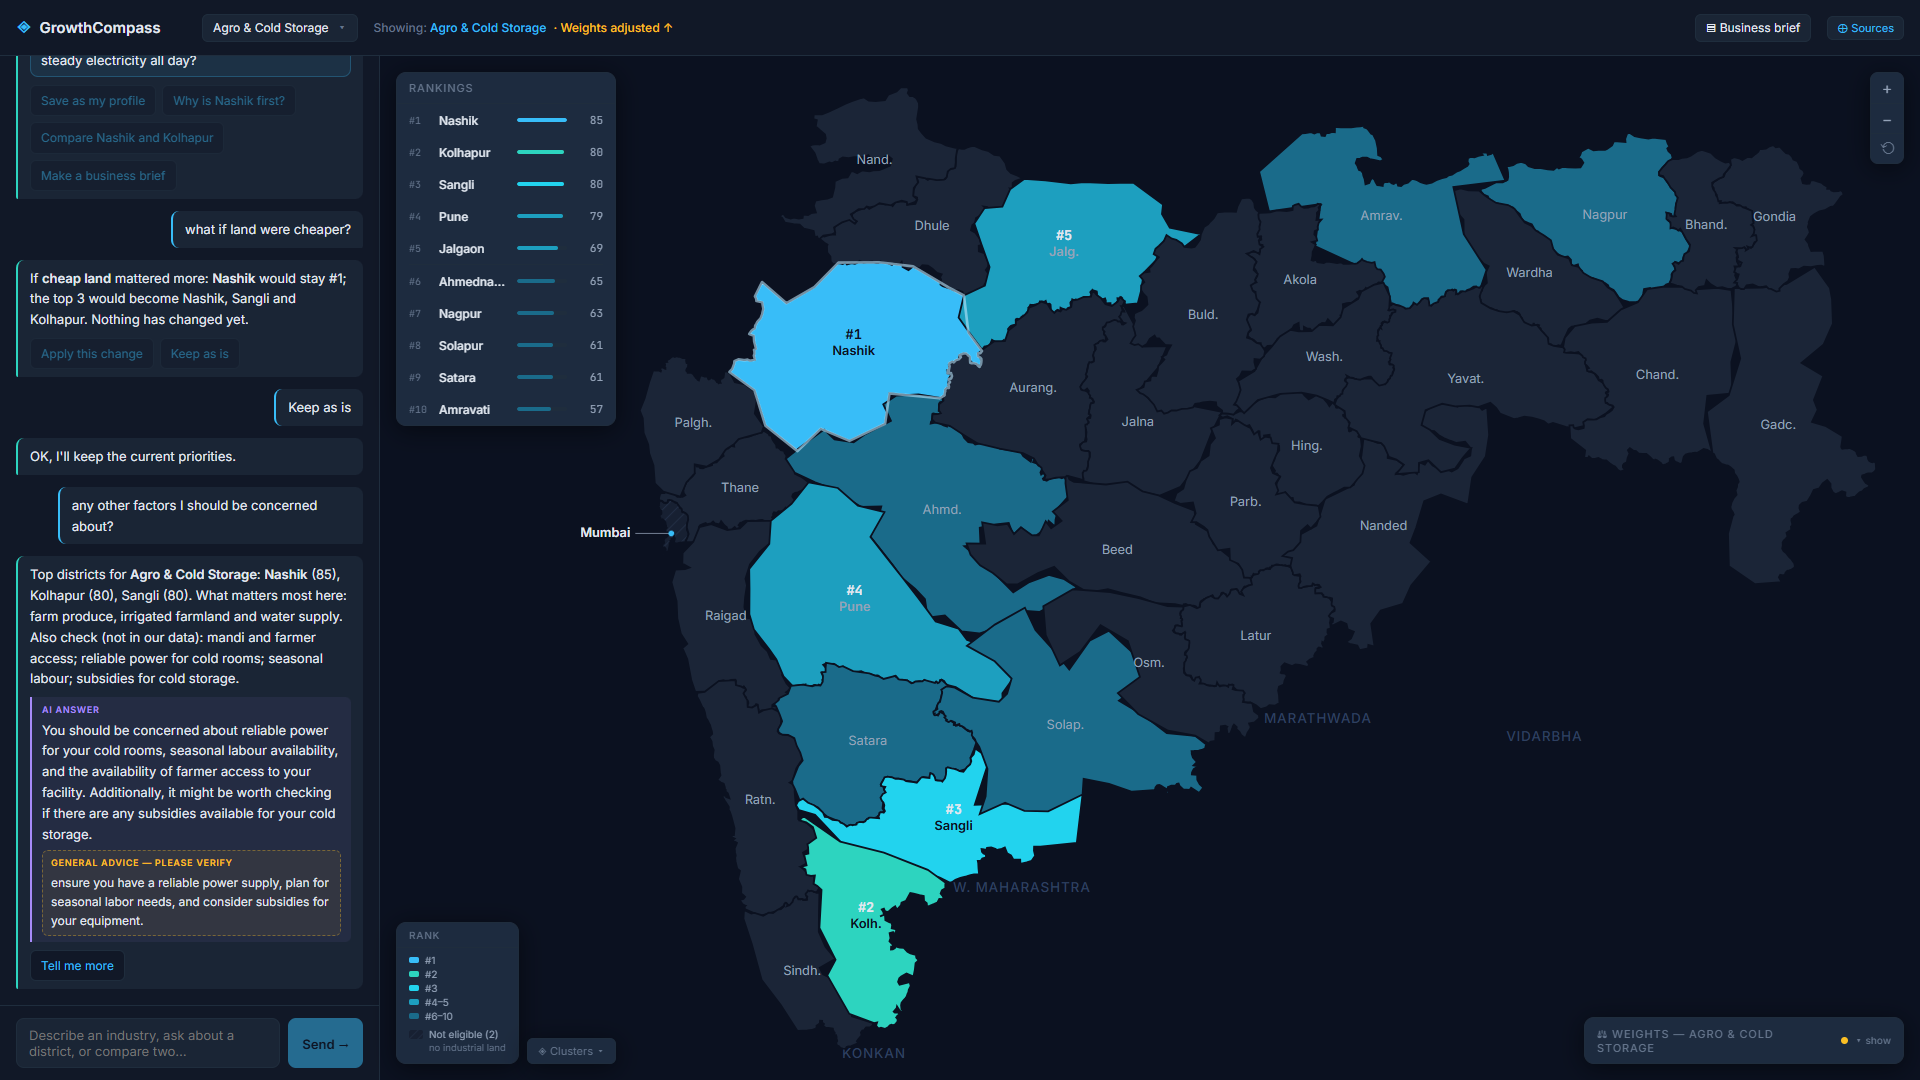 GrowthCompass
Agro & Cold Storage
Showing: Agro & Cold Storage · Weights adjusted ↑
Business brief
Sources
steady electricity all day?
Save as my profile
Why is Nashik first?
Compare Nashik and Kolhapur
Make a business brief
what if land were cheaper?
If cheap land mattered more: Nashik would stay #1;
the top 3 would become Nashik, Sangli and
Kolhapur. Nothing has changed yet.
Apply this change
Keep as is
Keep as is
OK, I'll keep the current priorities.
any other factors I should be concerned
about?
Top districts for Agro & Cold Storage: Nashik (85),
Kolhapur (80), Sangli (80). What matters most here:
farm produce, irrigated farmland and water supply.
Also check (not in our data): mandi and farmer
access; reliable power for cold rooms; seasonal
labour; subsidies for cold storage.
AI ANSWER
You should be concerned about reliable power
for your cold rooms, seasonal labour availability,
and the availability of farmer access to your
facility. Additionally, it might be worth checking
if there are any subsidies available for your cold
storage.
GENERAL ADVICE — PLEASE VERIFY
ensure you have a reliable power supply, plan for
seasonal labor needs, and consider subsidies for
your equipment.
Tell me more
Describe an industry, ask about a
district, or compare two...
Send →
RANKINGS
#1 Nashik 85
#2 Kolhapur 80
#3 Sangli 80
#4 Pune 79
#5 Jalgaon 69
#6 Ahmedna... 65
#7 Nagpur 63
#8 Solapur 61
#9 Satara 61
#10 Amravati 57
Nand.
Dhule
#5
Jalg.
Amrav.
Nagpur
Bhand.
Gondia
Akola
Wardha
Buld.
#1
Nashik
Wash.
Aurang.
Yavat.
Chand.
Palgh.
Jalna
Gadc.
Hing.
Thane
Parb.
Ahmd.
Nanded
Mumbai
Beed
#4
Pune
Raigad
Latur
Osm.
MARATHWADA
Solap.
VIDARBHA
Satara
Ratn.
#3
Sangli
W. MAHARASHTRA
#2
Kolh.
Sindh.
KONKAN
RANK
#1
#2
#3
#4–5
#6–10
Not eligible (2)
no industrial land
Clusters
WEIGHTS — AGRO & COLD
STORAGE
show
+
−